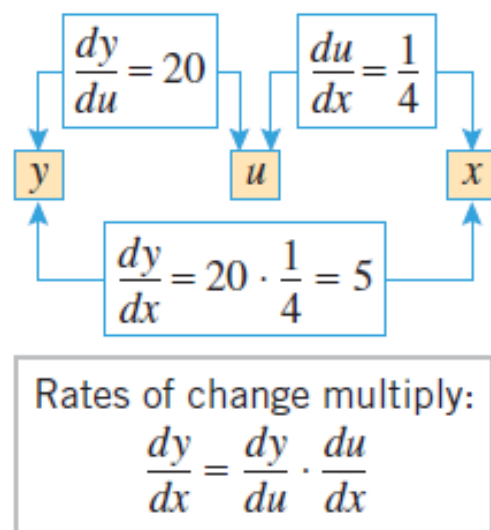 dy/du = 20
du/dx = 1/4
y
u
x
dy/dx = 20 · 1/4 = 5
Rates of change multiply:
dy/dx = dy/du · du/dx